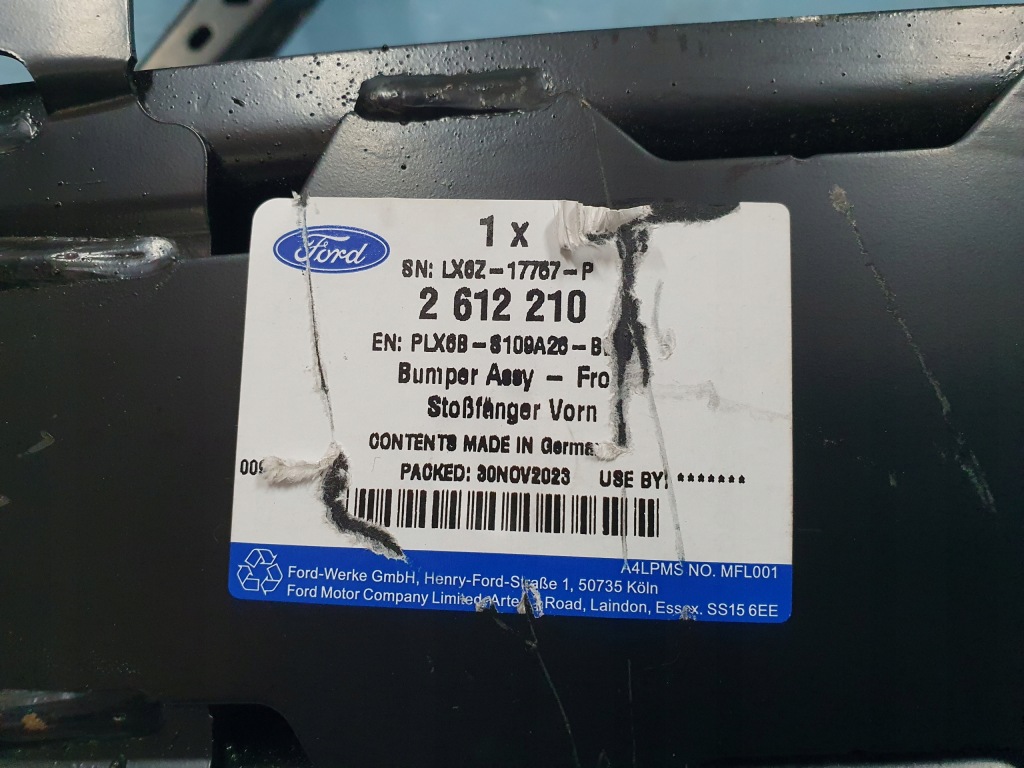 Ford
1 x
SN: LX6Z-17757-P
2 612 210
EN: PLX6B-S109A26-B
Bumper Assy - Fro
Stoßfänger Vorn
CONTENTS MADE IN Germa
009
PACKED: 30NOV2023 USE BY: *******
A4LPMS NO. MFL001
Ford-Werke GmbH, Henry-Ford-Straße 1, 50735 Köln
Ford Motor Company Limited, Arterial Road, Laindon, Essex. SS15 6EE